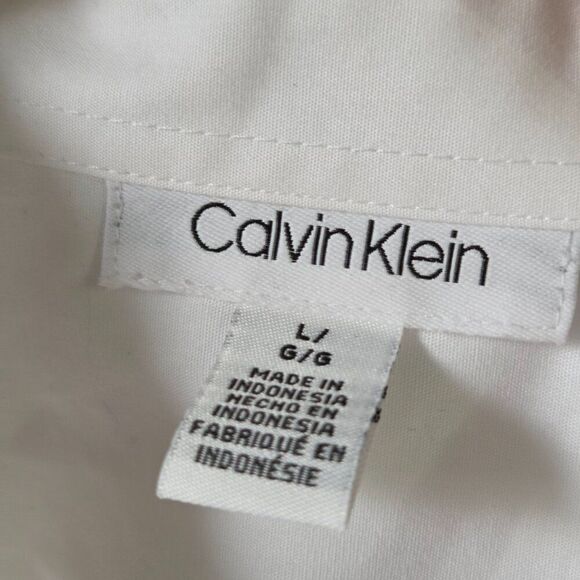 Calvin Klein
L/
G/G
MADE IN
INDONESIA
HECHO EN
INDONESIA
FABRIQUÉ EN
INDONÉSIE